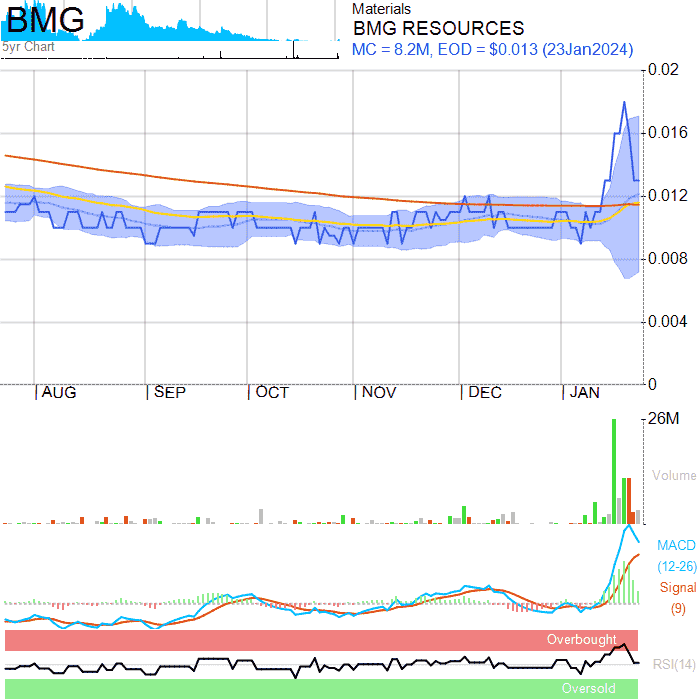 BMG
5yr Chart
Materials
BMG RESOURCES
MC = 8.2M, EOD = $0.013 (23Jan2024)
0.02
0.016
0.012
0.008
0.004
0
AUG SEP OCT NOV DEC JAN
26M
Volume
MACD
(12-26)
Signal
(9)
Overbought
RSI(14)
Oversold